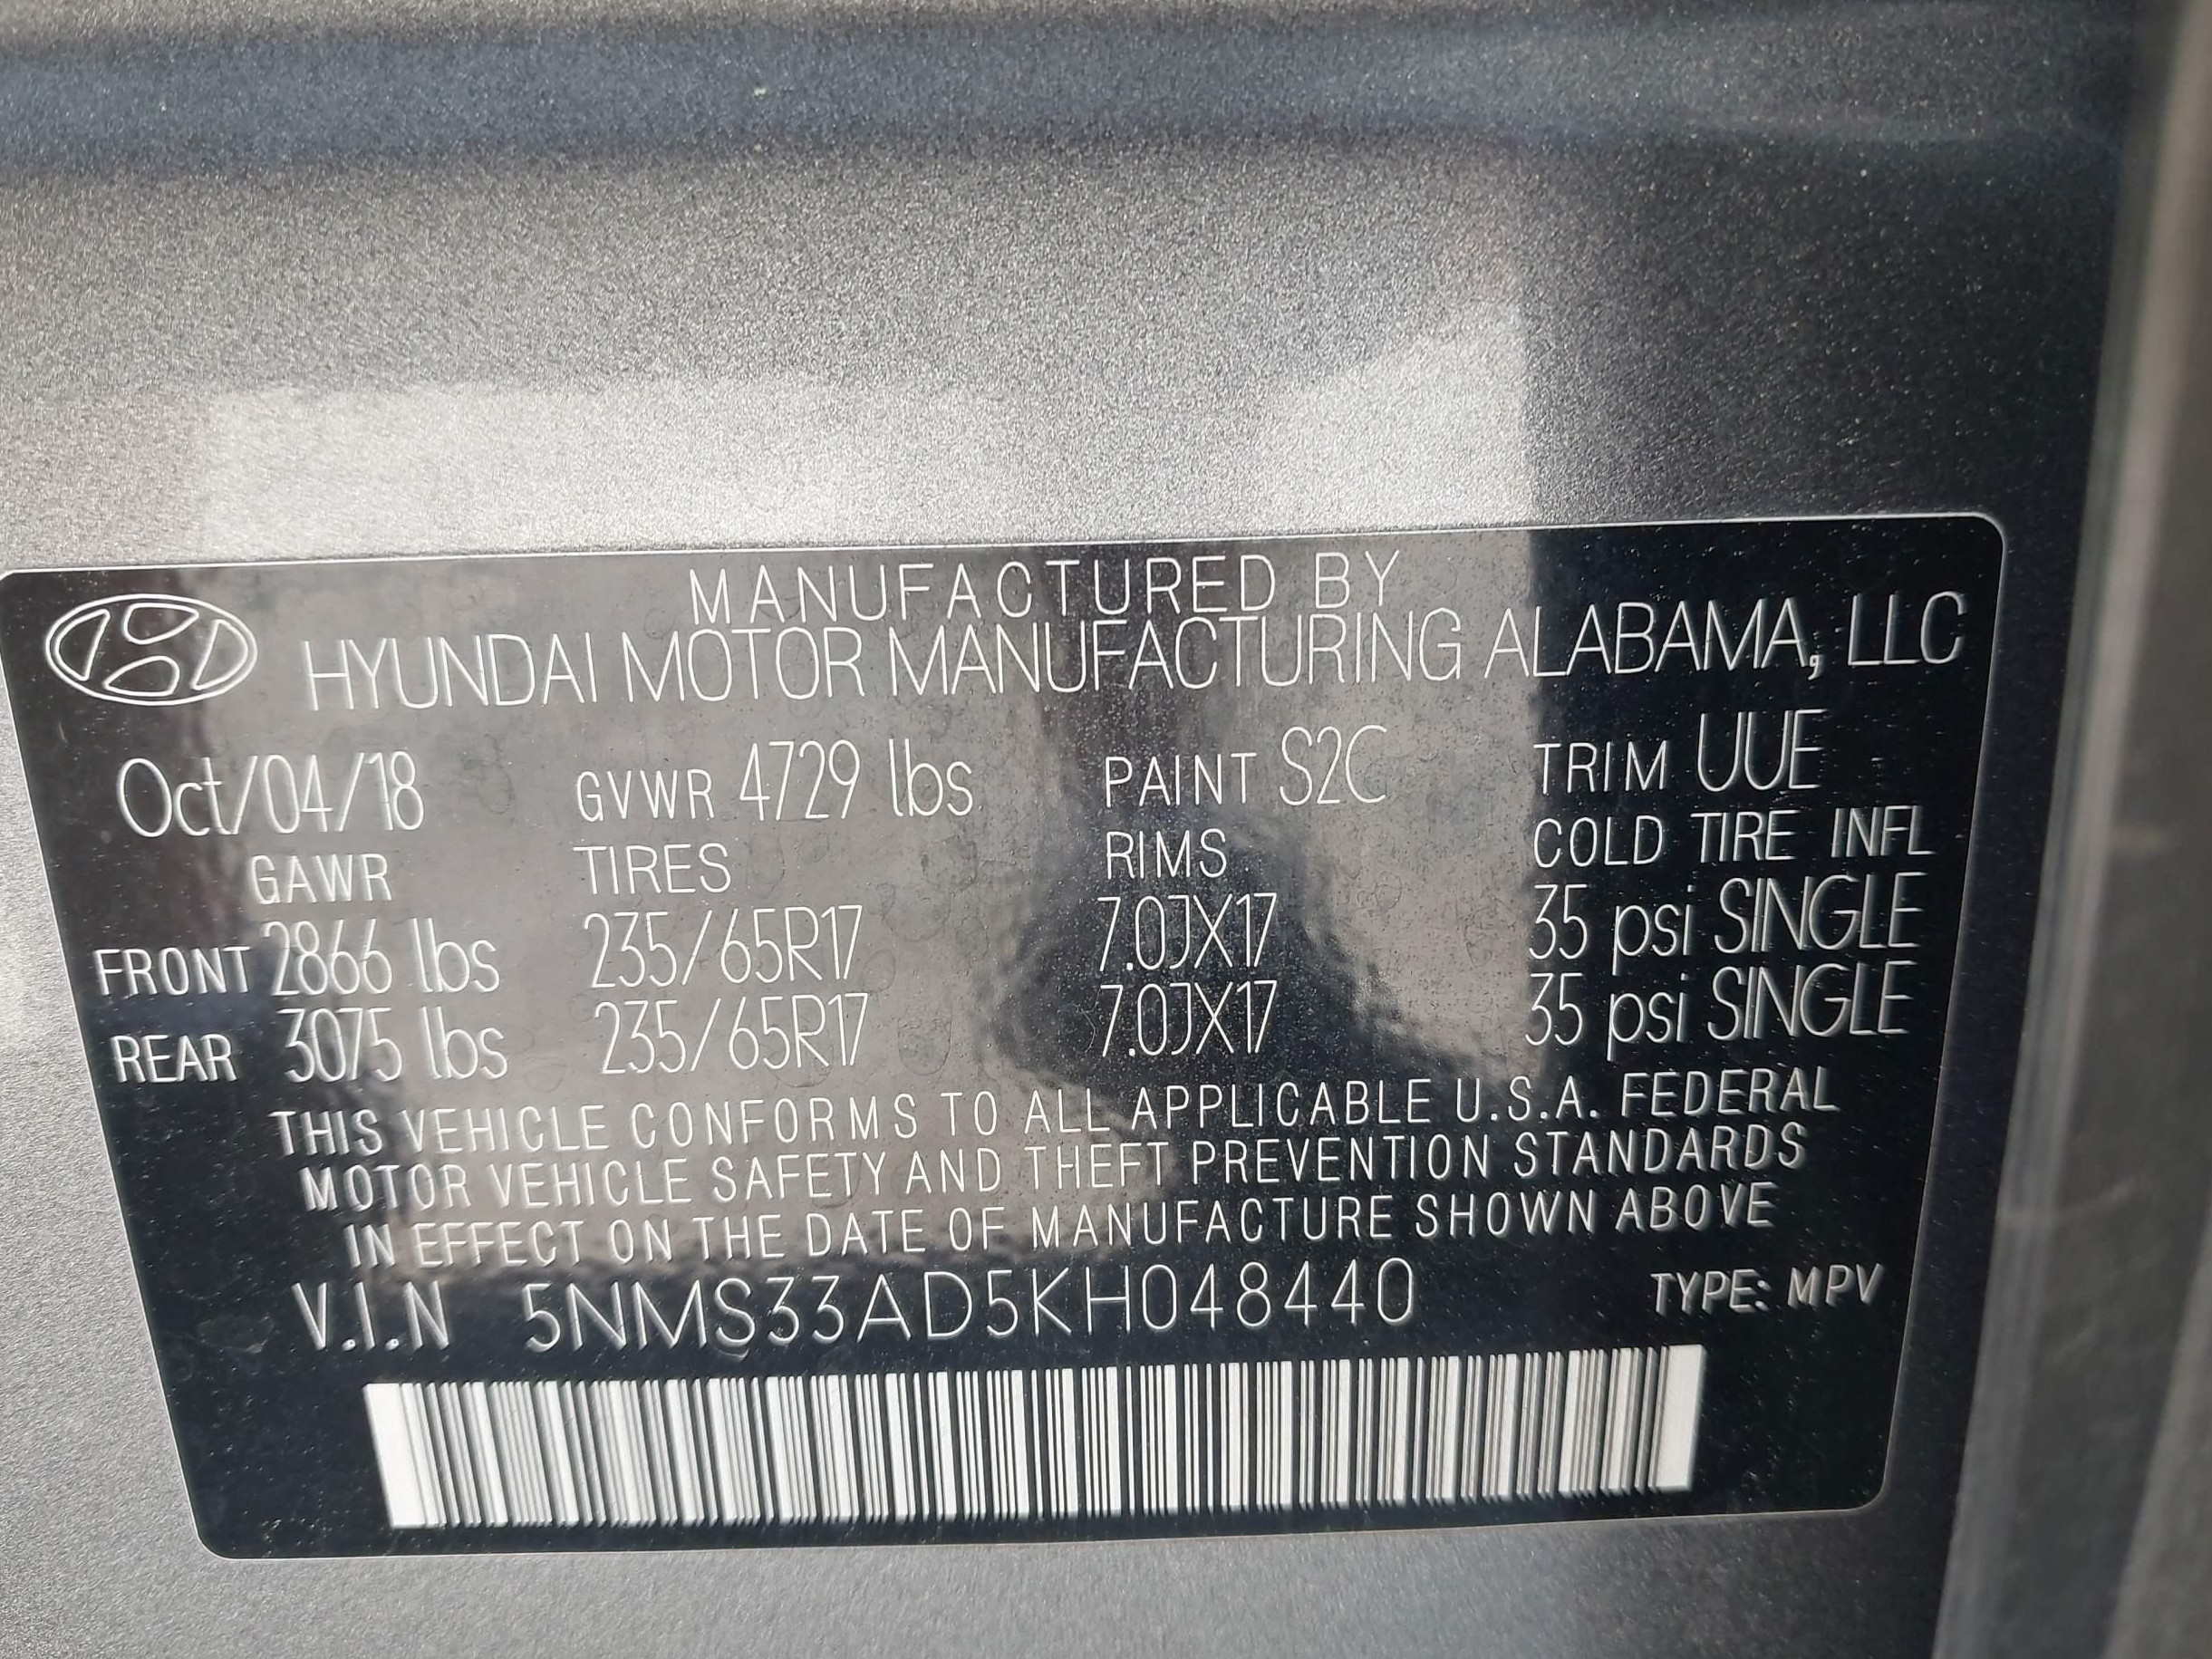 MANUFACTURED BY
HYUNDAI MOTOR MANUFACTURING ALABAMA, LLC
Oct/04/18 GVWR 4729 lbs PAINT S2C TRIM UUE
GAWR TIRES RIMS COLD TIRE INFL
FRONT 2866 lbs 235/65R17 7.0JX17 35 psi SINGLE
REAR 3075 lbs 235/65R17 7.0JX17 35 psi SINGLE
THIS VEHICLE CONFORMS TO ALL APPLICABLE U.S.A. FEDERAL
MOTOR VEHICLE SAFETY AND THEFT PREVENTION STANDARDS
IN EFFECT ON THE DATE OF MANUFACTURE SHOWN ABOVE
V.I.N 5NMS33AD5KH048440 TYPE: MPV